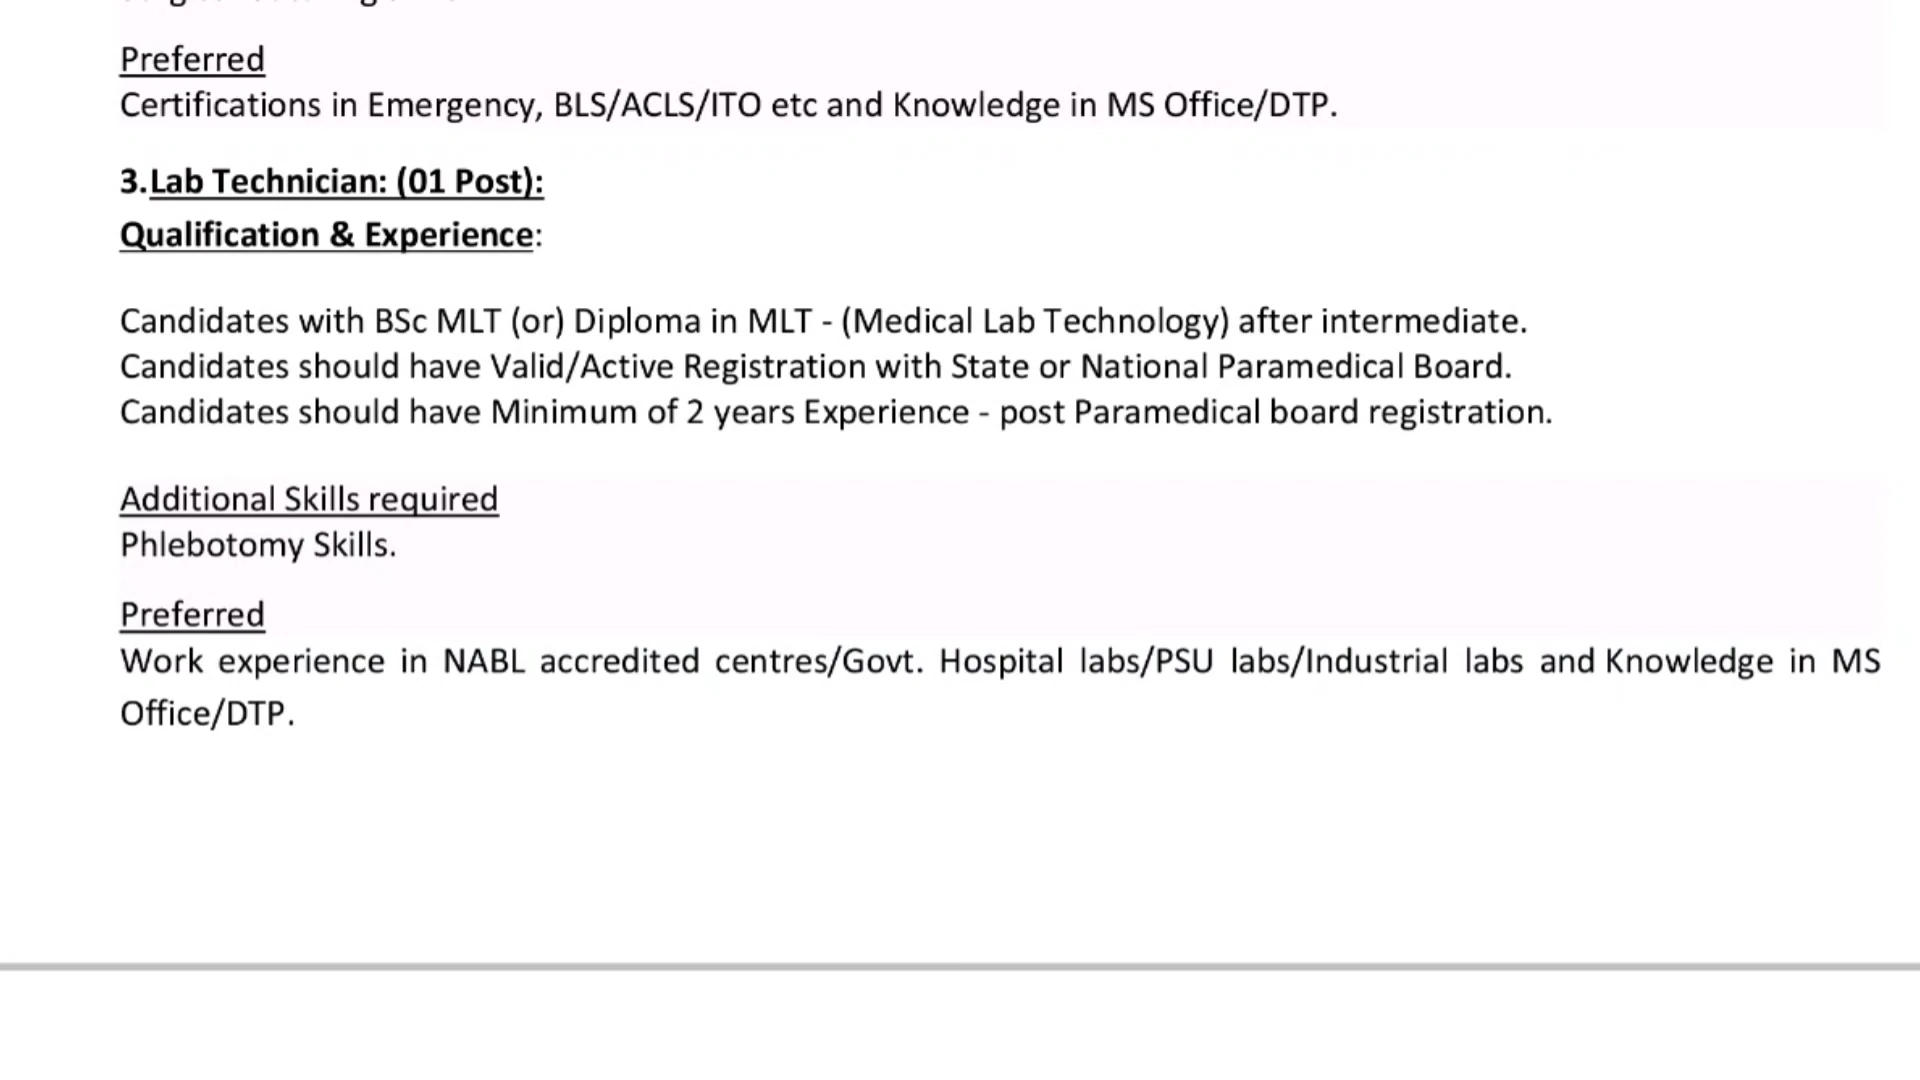 Preferred
Certifications in Emergency, BLS/ACLS/ITO etc and Knowledge in MS Office/DTP.
3.Lab Technician: (01 Post):
Qualification & Experience:
Candidates with BSc MLT (or) Diploma in MLT - (Medical Lab Technology) after intermediate.
Candidates should have Valid/Active Registration with State or National Paramedical Board.
Candidates should have Minimum of 2 years Experience - post Paramedical board registration.
Additional Skills required
Phlebotomy Skills.
Preferred
Work experience in NABL accredited centres/Govt. Hospital labs/PSU labs/Industrial labs and Knowledge in MS
Office/DTP.